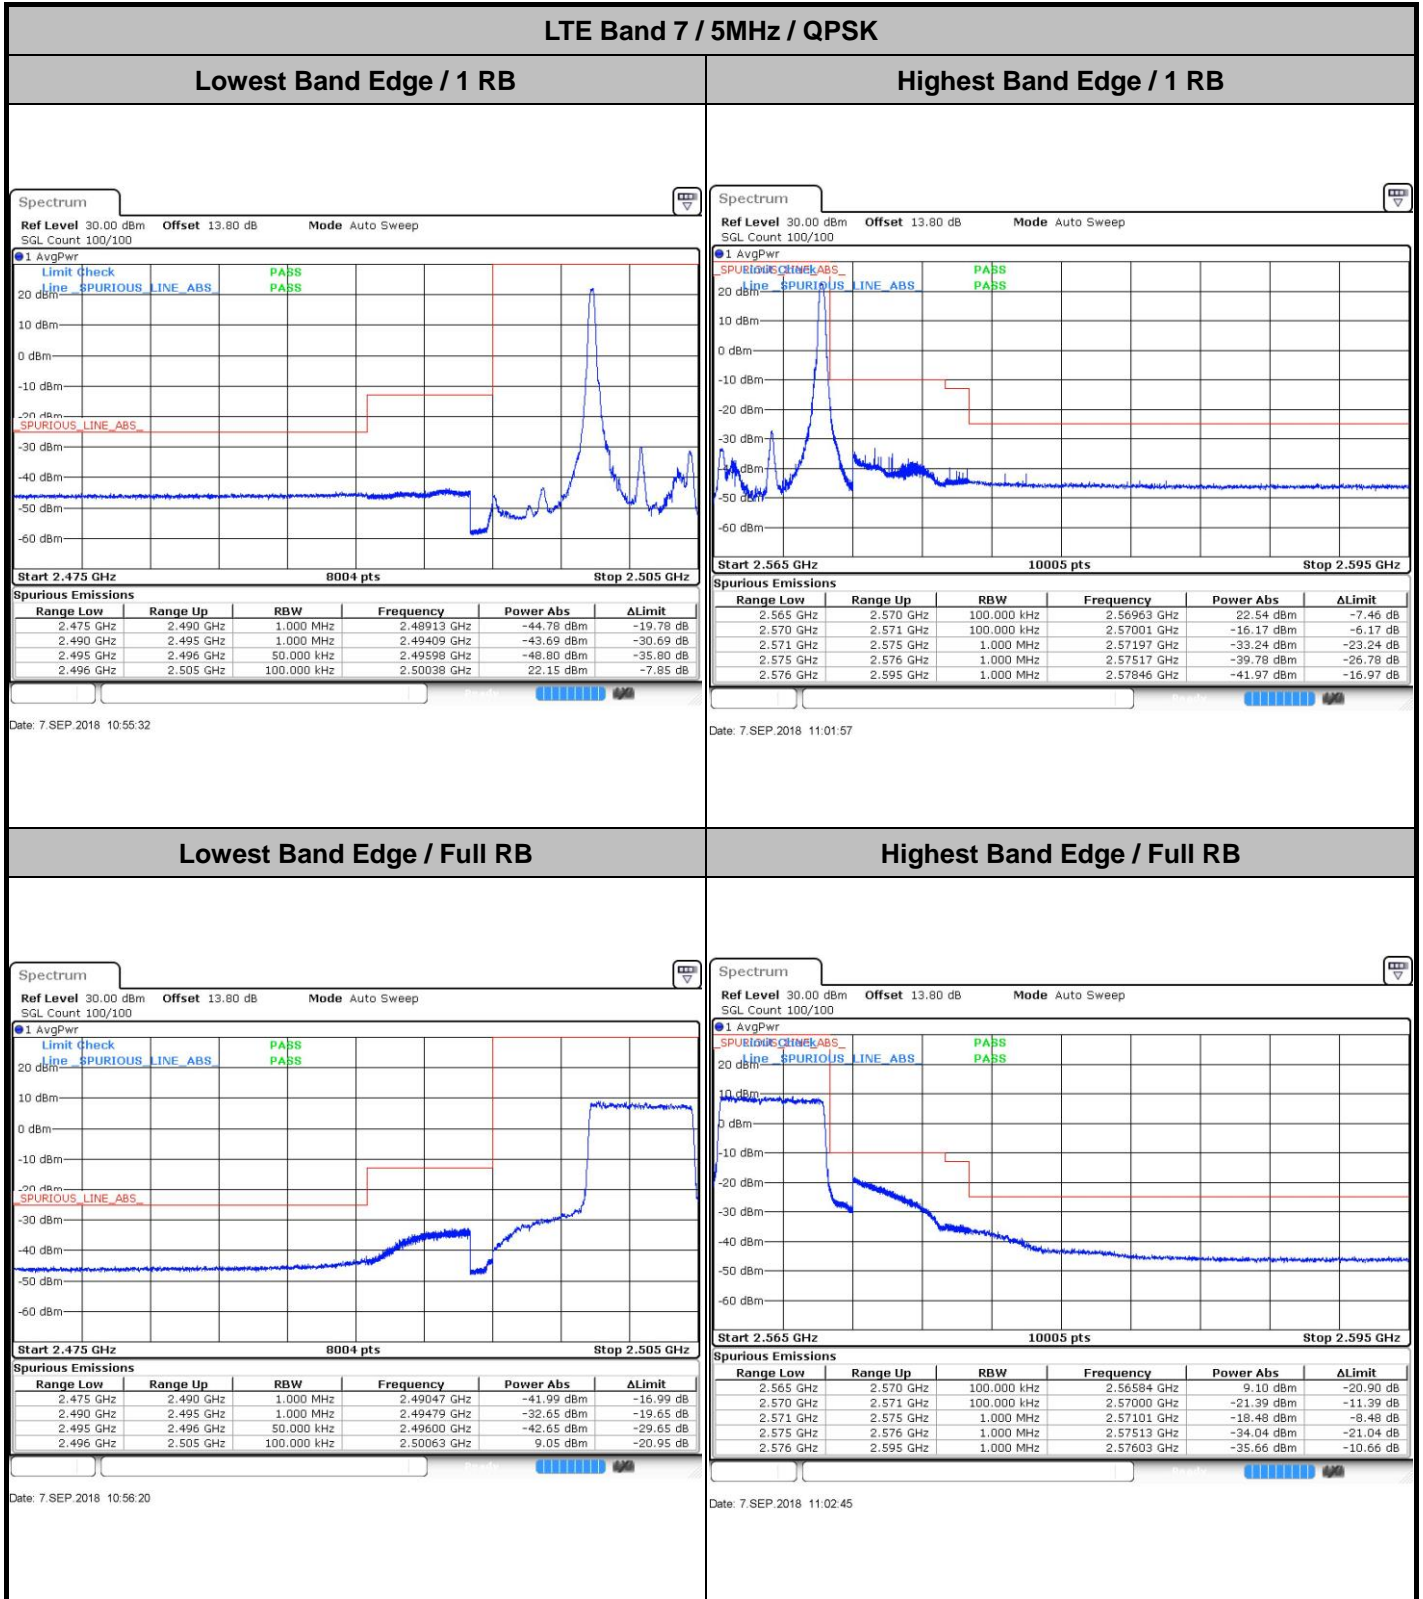 LTE Band 7 / 5MHz / QPSK
Lowest Band Edge / 1 RB
Highest Band Edge / 1 RB
Spectrum
Ref Level 30.00 dBm Offset 13.80 dB Mode Auto Sweep
SGL Count 100/100
1 AvgPwr
Limit Check PASS
Line _SPURIOUS_LINE_ABS_ PASS
20 dBm
10 dBm
0 dBm
-10 dBm
-20 dBm
_SPURIOUS_LINE_ABS_
-30 dBm
-40 dBm
-50 dBm
-60 dBm
Start 2.475 GHz 8004 pts Stop 2.505 GHz
Spurious Emissions
Range Low Range Up RBW Frequency Power Abs ΔLimit
2.475 GHz 2.490 GHz 1.000 MHz 2.48913 GHz -44.78 dBm -19.78 dB
2.490 GHz 2.495 GHz 1.000 MHz 2.49409 GHz -43.69 dBm -30.69 dB
2.495 GHz 2.496 GHz 50.000 kHz 2.49598 GHz -48.80 dBm -35.80 dB
2.496 GHz 2.505 GHz 100.000 kHz 2.50038 GHz 22.15 dBm -7.85 dB
Date: 7.SEP.2018 10:55:32
Spectrum
Ref Level 30.00 dBm Offset 13.80 dB Mode Auto Sweep
SGL Count 100/100
1 AvgPwr
_SPURIOUS_LINE_ABS_
Limit Check PASS
Line _SPURIOUS_LINE_ABS_ PASS
20 dBm
10 dBm
0 dBm
-10 dBm
-20 dBm
-30 dBm
-40 dBm
-50 dBm
-60 dBm
Start 2.565 GHz 10005 pts Stop 2.595 GHz
Spurious Emissions
Range Low Range Up RBW Frequency Power Abs ΔLimit
2.565 GHz 2.570 GHz 100.000 kHz 2.56963 GHz 22.54 dBm -7.46 dB
2.570 GHz 2.571 GHz 100.000 kHz 2.57001 GHz -16.17 dBm -6.17 dB
2.571 GHz 2.575 GHz 1.000 MHz 2.57197 GHz -33.24 dBm -23.24 dB
2.575 GHz 2.576 GHz 1.000 MHz 2.57517 GHz -39.78 dBm -26.78 dB
2.576 GHz 2.595 GHz 1.000 MHz 2.57846 GHz -41.97 dBm -16.97 dB
Date: 7.SEP.2018 11:01:57
Lowest Band Edge / Full RB
Highest Band Edge / Full RB
Spectrum
Ref Level 30.00 dBm Offset 13.80 dB Mode Auto Sweep
SGL Count 100/100
1 AvgPwr
Limit Check PASS
Line _SPURIOUS_LINE_ABS_ PASS
20 dBm
10 dBm
0 dBm
-10 dBm
-20 dBm
_SPURIOUS_LINE_ABS_
-30 dBm
-40 dBm
-50 dBm
-60 dBm
Start 2.475 GHz 8004 pts Stop 2.505 GHz
Spurious Emissions
Range Low Range Up RBW Frequency Power Abs ΔLimit
2.475 GHz 2.490 GHz 1.000 MHz 2.49047 GHz -41.99 dBm -16.99 dB
2.490 GHz 2.495 GHz 1.000 MHz 2.49479 GHz -32.65 dBm -19.65 dB
2.495 GHz 2.496 GHz 50.000 kHz 2.49600 GHz -42.65 dBm -29.65 dB
2.496 GHz 2.505 GHz 100.000 kHz 2.50063 GHz 9.05 dBm -20.95 dB
Date: 7.SEP.2018 10:56:20
Spectrum
Ref Level 30.00 dBm Offset 13.80 dB Mode Auto Sweep
SGL Count 100/100
1 AvgPwr
_SPURIOUS_LINE_ABS_
Limit Check PASS
Line _SPURIOUS_LINE_ABS_ PASS
20 dBm
10 dBm
0 dBm
-10 dBm
-20 dBm
-30 dBm
-40 dBm
-50 dBm
-60 dBm
Start 2.565 GHz 10005 pts Stop 2.595 GHz
Spurious Emissions
Range Low Range Up RBW Frequency Power Abs ΔLimit
2.565 GHz 2.570 GHz 100.000 kHz 2.56584 GHz 9.10 dBm -20.90 dB
2.570 GHz 2.571 GHz 100.000 kHz 2.57000 GHz -21.39 dBm -11.39 dB
2.571 GHz 2.575 GHz 1.000 MHz 2.57101 GHz -18.48 dBm -8.48 dB
2.575 GHz 2.576 GHz 1.000 MHz 2.57513 GHz -34.04 dBm -21.04 dB
2.576 GHz 2.595 GHz 1.000 MHz 2.57603 GHz -35.66 dBm -10.66 dB
Date: 7.SEP.2018 11:02:45